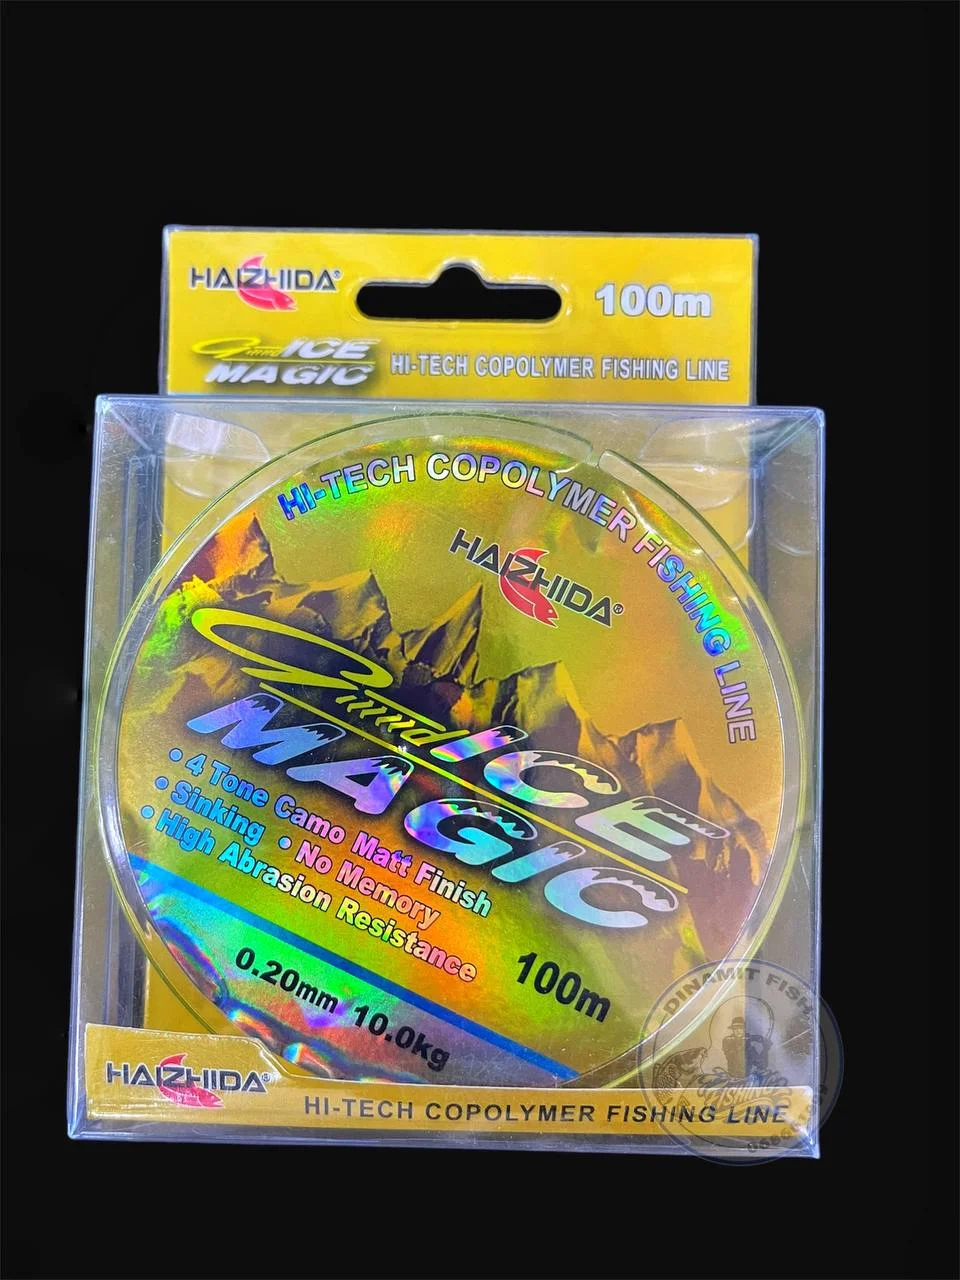 HAIZHIDA®
100m
ICE
MAGIC
HI-TECH COPOLYMER FISHING LINE
HI-TECH COPOLYMER FISHING LINE
HAIZHIDA®
ICE
MAGIC
• 4 Tone Camo Matt Finish
• Sinking • No Memory
• High Abrasion Resistance
100m
0.20mm 10.0kg
HAIZHIDA®
HI-TECH COPOLYMER FISHING LINE
DINAMIT FISH
FISHING